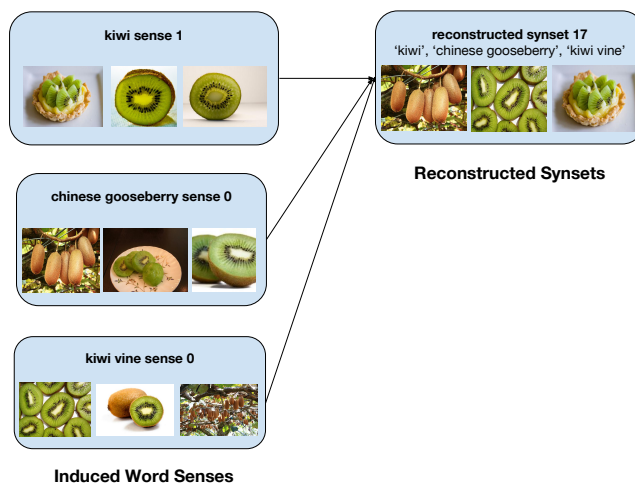 kiwi sense 1
reconstructed synset 17
‘kiwi’, ‘chinese gooseberry’, ‘kiwi vine’
Reconstructed Synsets
chinese gooseberry sense 0
kiwi vine sense 0
Induced Word Senses